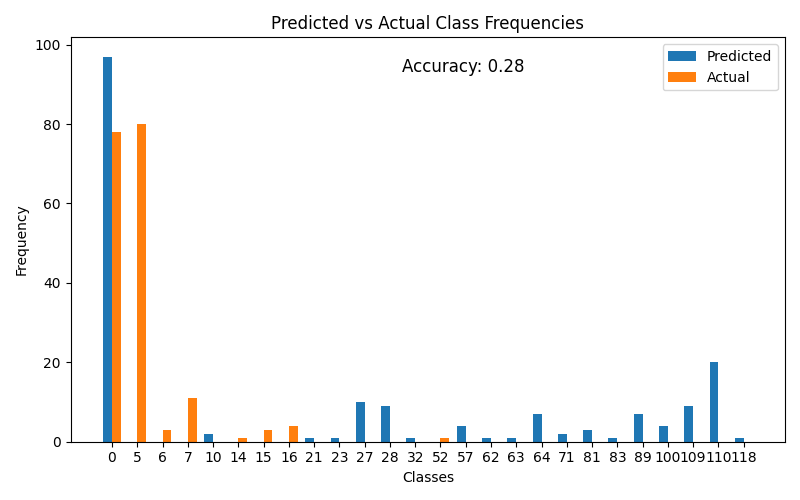 Predicted vs Actual Class Frequencies
Accuracy: 0.28
Predicted
Actual
Frequency
100
80
60
40
20
0
0 5 6 7 10 14 15 16 21 23 27 28 32 52 57 62 63 64 71 81 83 89 100 109 110 118
Classes